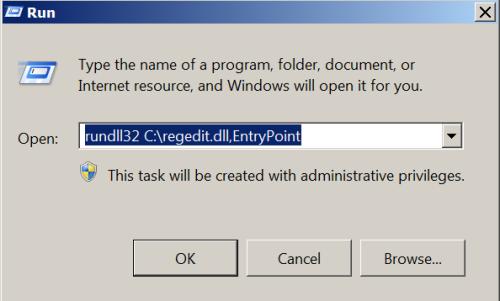 Run
Type the name of a program, folder, document, or
Internet resource, and Windows will open it for you.
Open: rundll32 C:\regedit.dll,EntryPoint
This task will be created with administrative privileges.
OK Cancel Browse...